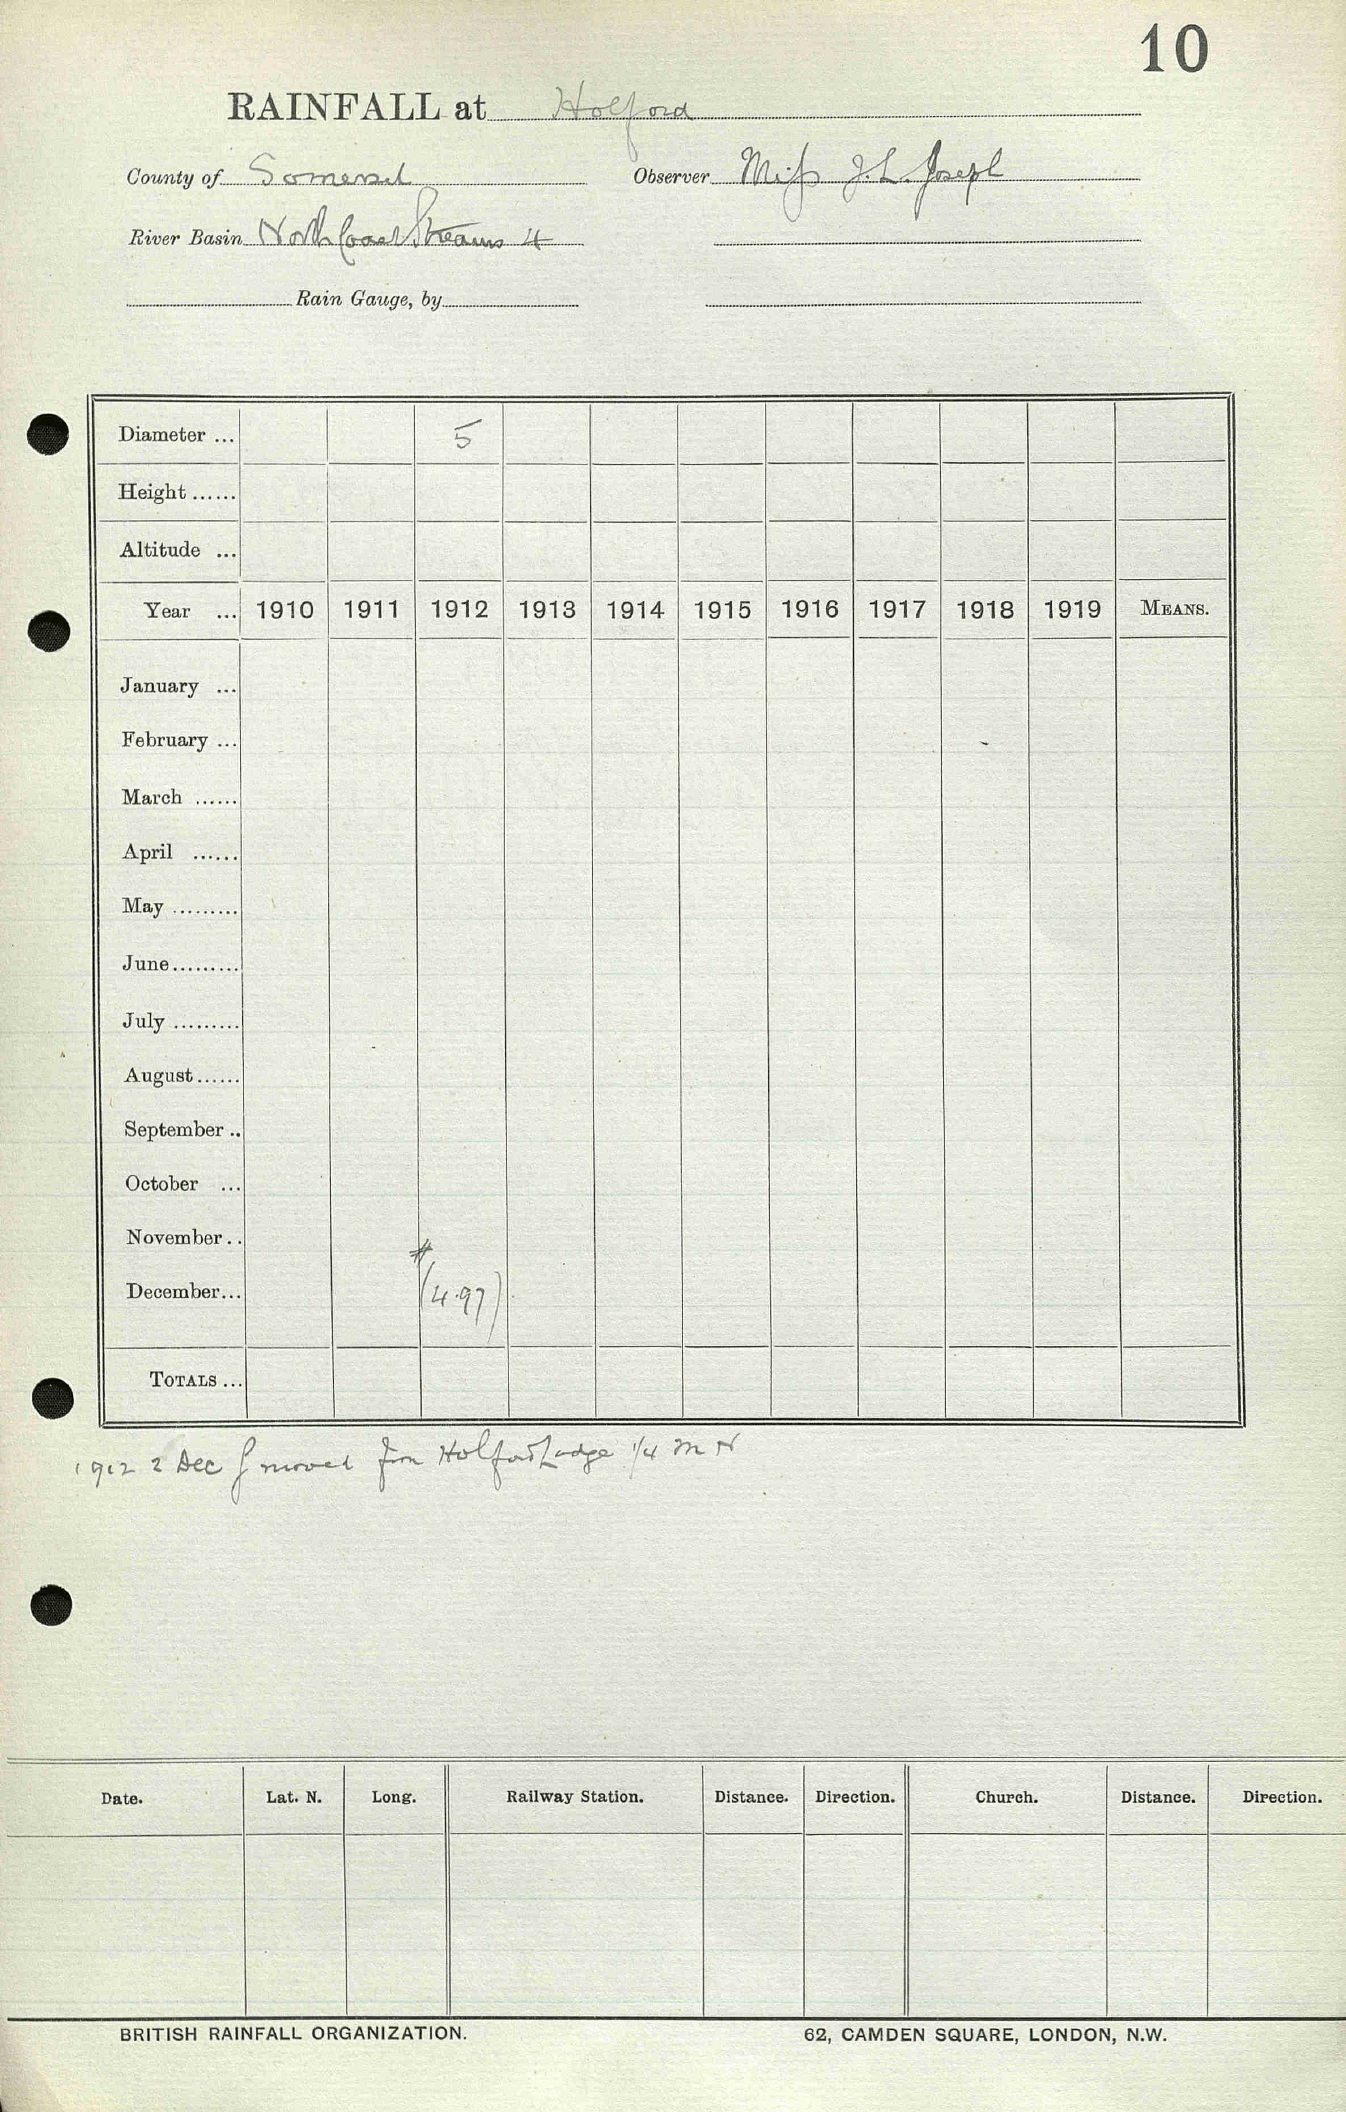 10
RAINFALL at Holford
County of Somerset Observer Miss J. L. Joseph
River Basin North Coast Streams 4
Rain Gauge, by
Diameter ... 5
Height ......
Altitude ...
Year ... 1910 1911 1912 1913 1914 1915 1916 1917 1918 1919 MEANS.
January ...
February ...
March ......
April ......
May .........
June.........
July .........
August......
September ..
October ...
November.. #
December... (4.97)
TOTALS ...
1912 2 Dec G moved from Holford Lodge 1/4 m N
Date. Lat. N. Long. Railway Station. Distance. Direction. Church. Distance. Direction.
BRITISH RAINFALL ORGANIZATION. 62, CAMDEN SQUARE, LONDON, N.W.